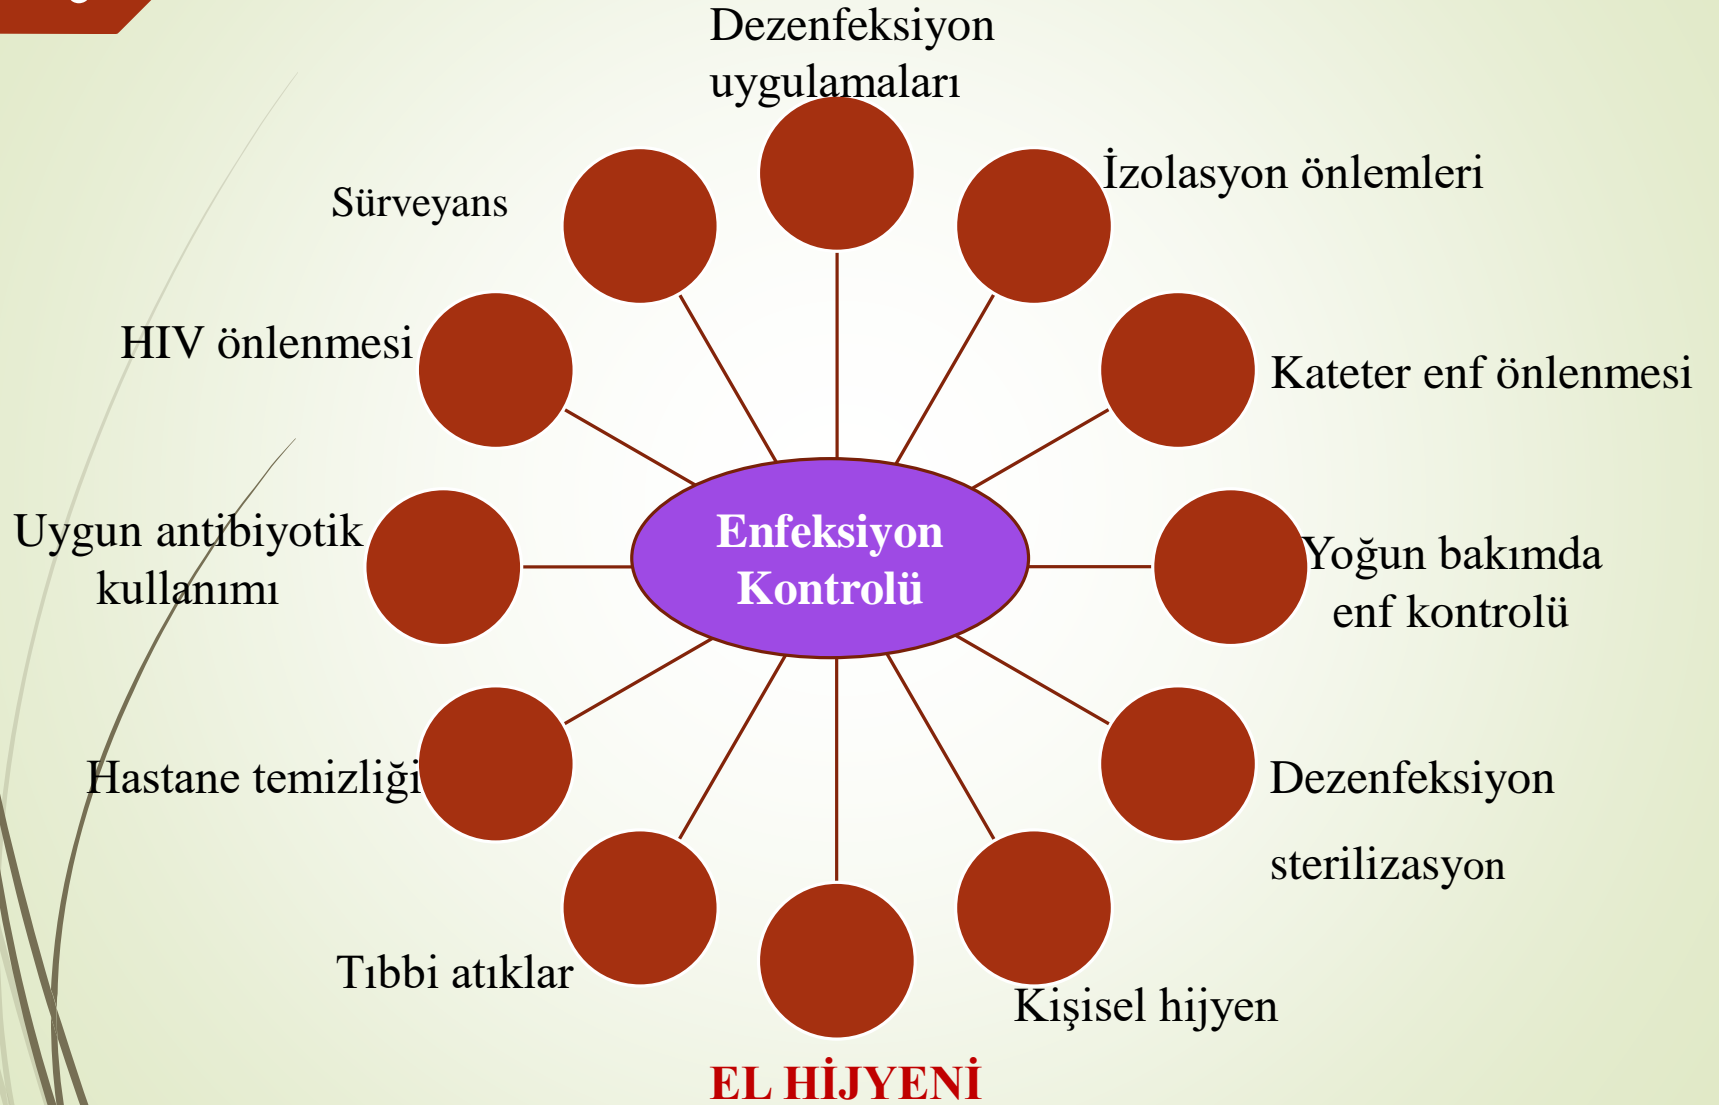 Dezenfeksiyon
uygulamaları
İzolasyon önlemleri
Sürveyans
HIV önlenmesi
Kateter enf önlenmesi
Enfeksiyon
Kontrolü
Uygun antibiyotik
kullanımı
Yoğun bakımda
enf kontrolü
Hastane temizliği
Dezenfeksiyon
sterilizasyon
Tıbbi atıklar
Kişisel hijyen
EL HİJYENİ